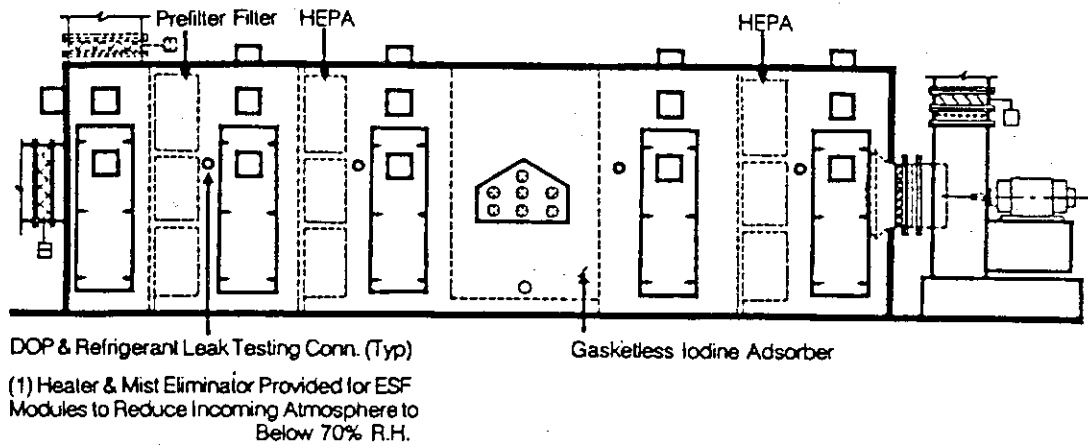 Prefilter Filter HEPA HEPA
DOP & Refrigerant Leak Testing Conn. (Typ) Gasketless Iodine Adsorber
(1) Heater & Mist Eliminator Provided for ESF
Modules to Reduce Incoming Atmosphere to
Below 70% R.H.